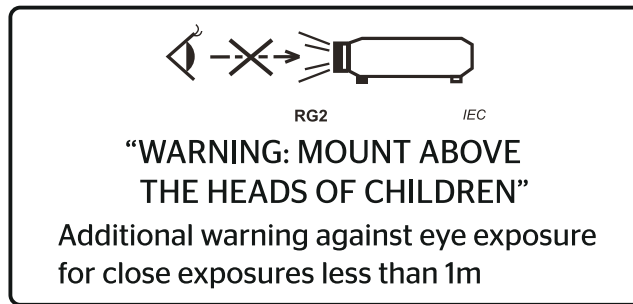 RG2 IEC
“WARNING: MOUNT ABOVE
THE HEADS OF CHILDREN”
Additional warning against eye exposure
for close exposures less than 1m